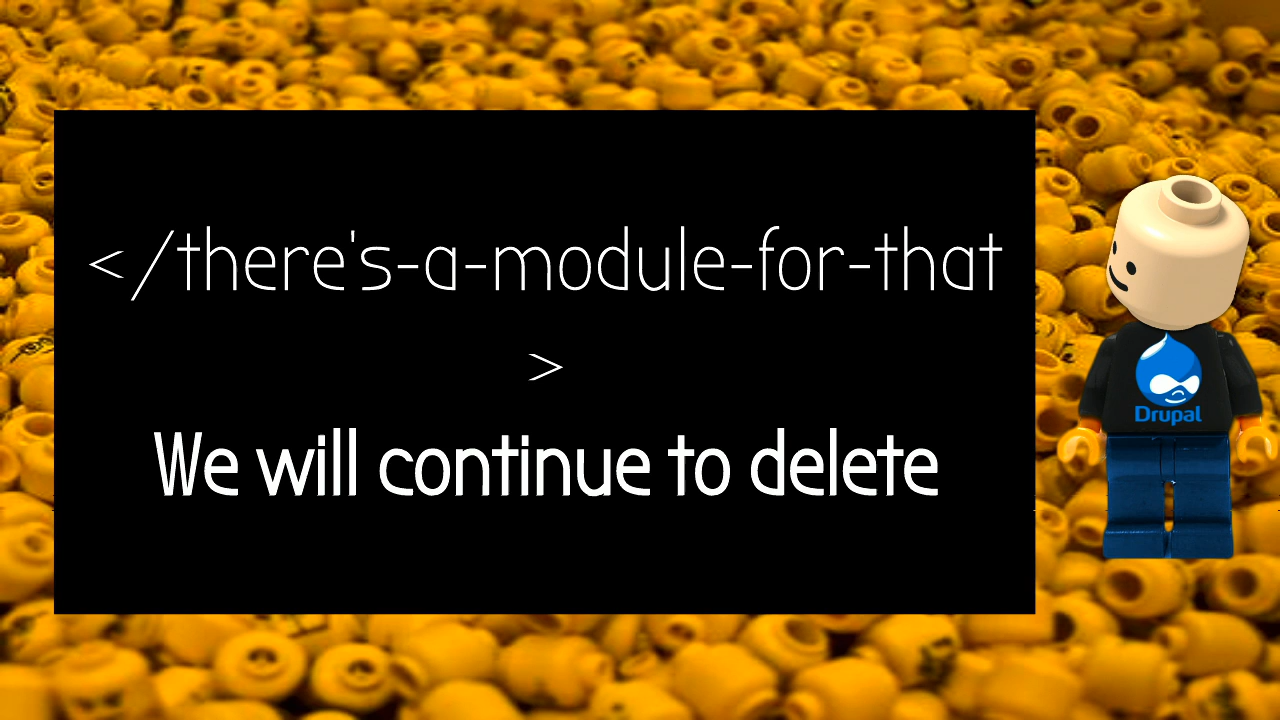 </there's-a-module-for-that
>
We will continue to delete
Drupal